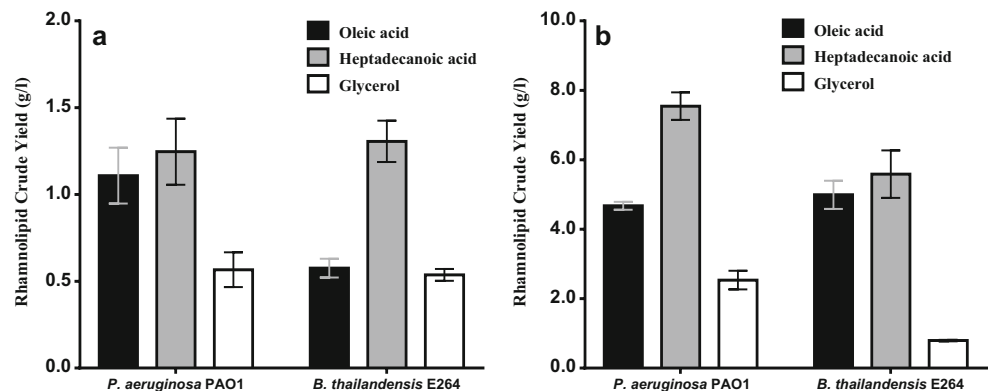 a
Rhamnolipid Crude Yield (g/l)
2.0
1.5
1.0
0.5
0.0
Oleic acid
Heptadecanoic acid
Glycerol
P. aeruginosa PAO1
B. thailandensis E264
b
Rhamnolipid Crude Yield (g/l)
10.0
8.0
6.0
4.0
2.0
0.0
Oleic acid
Heptadecanoic acid
Glycerol
P. aeruginosa PAO1
B. thailandensis E264